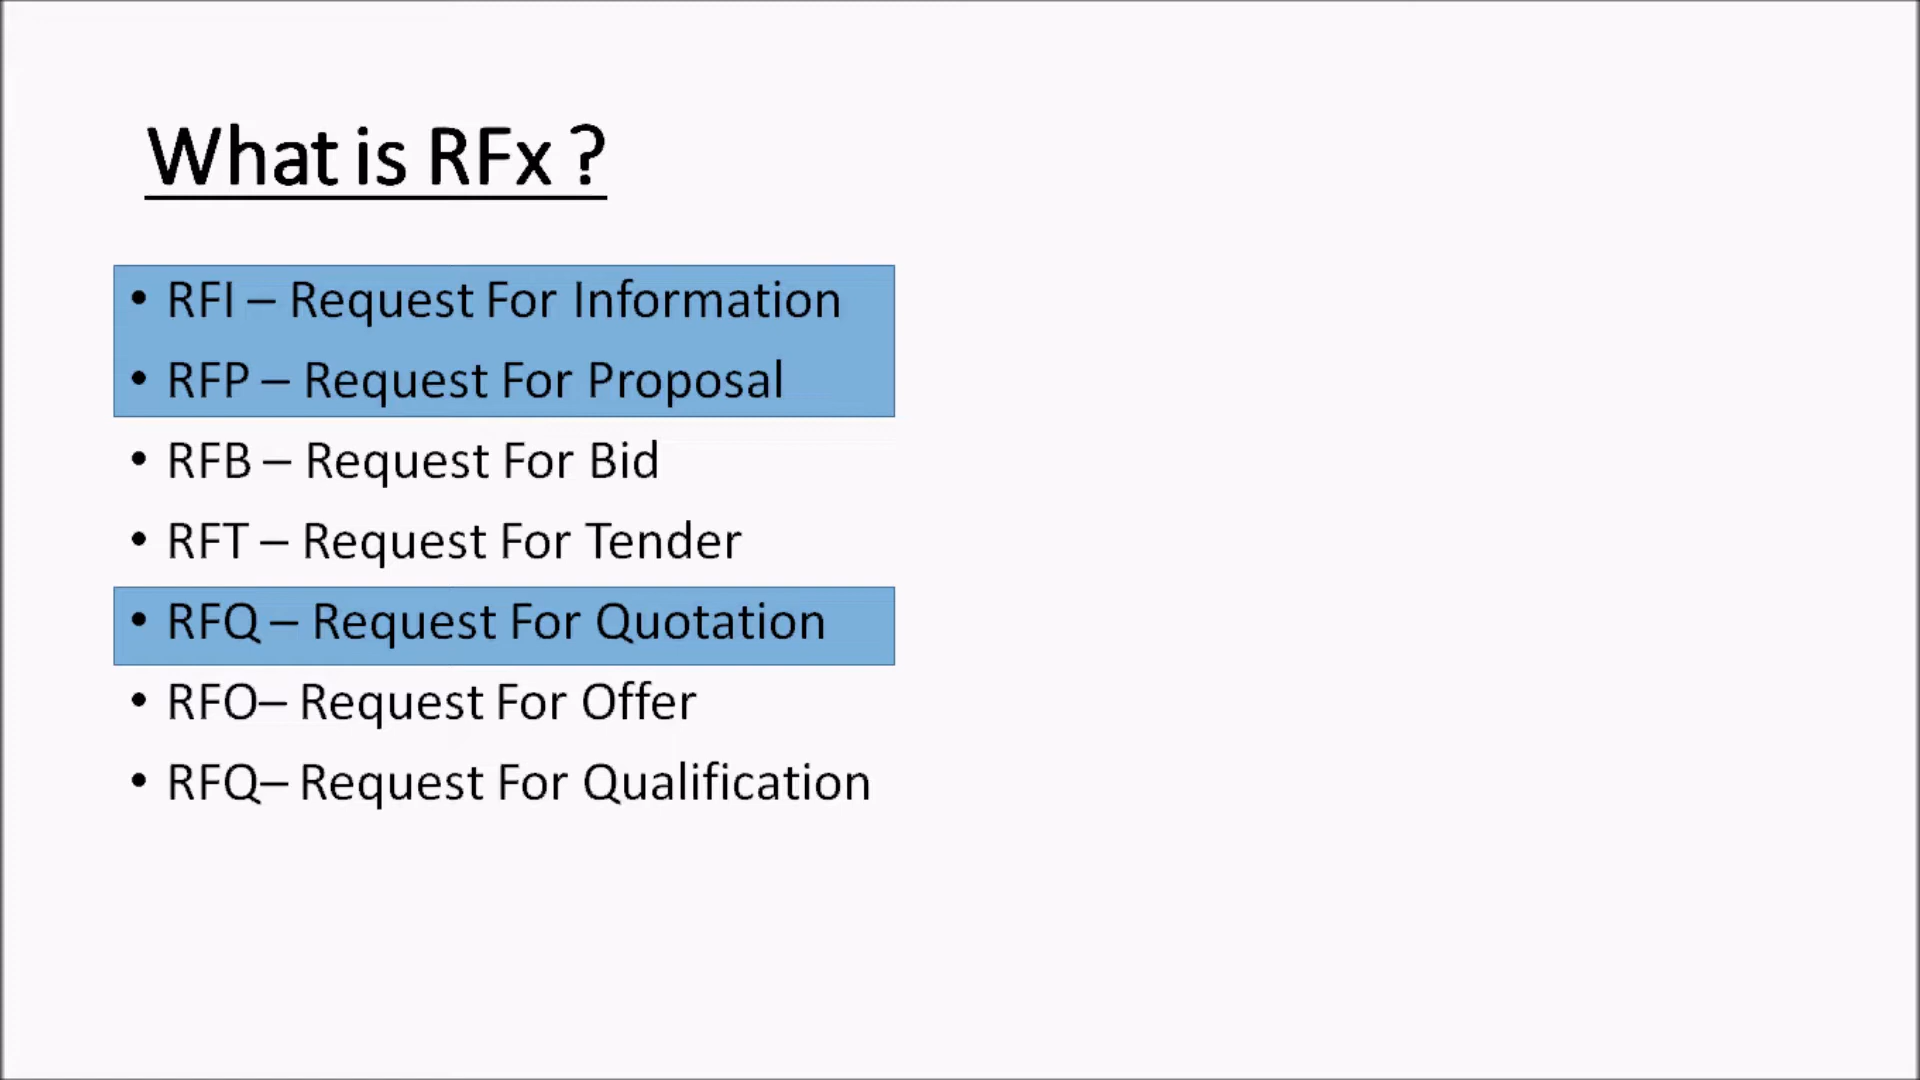 What is RFx ?
• RFI – Request For Information
• RFP – Request For Proposal
• RFB – Request For Bid
• RFT – Request For Tender
• RFQ – Request For Quotation
• RFO– Request For Offer
• RFQ– Request For Qualification